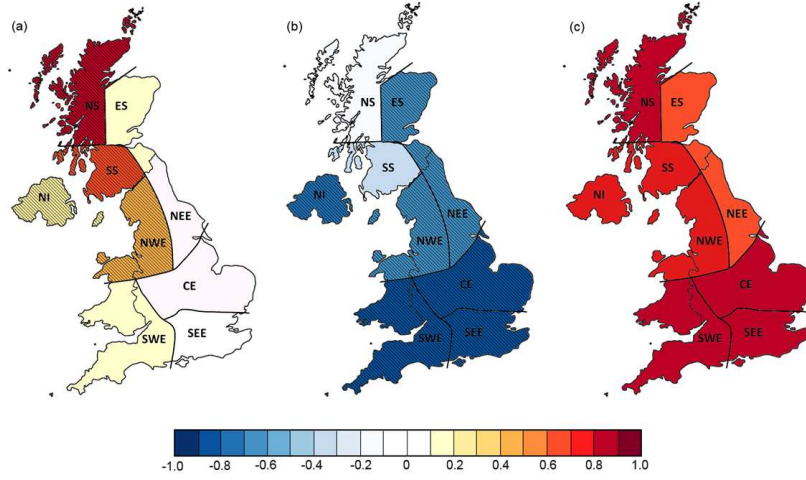 (a)
NS
ES
SS
NI
NEE
NWE
CE
SWE
SEE
(b)
NS
ES
SS
NI
NEE
NWE
CE
SWE
SEE
(c)
NS
ES
SS
NI
NEE
NWE
CE
SWE
SEE
-1.0 -0.8 -0.6 -0.4 -0.2 0 0.2 0.4 0.6 0.8 1.0